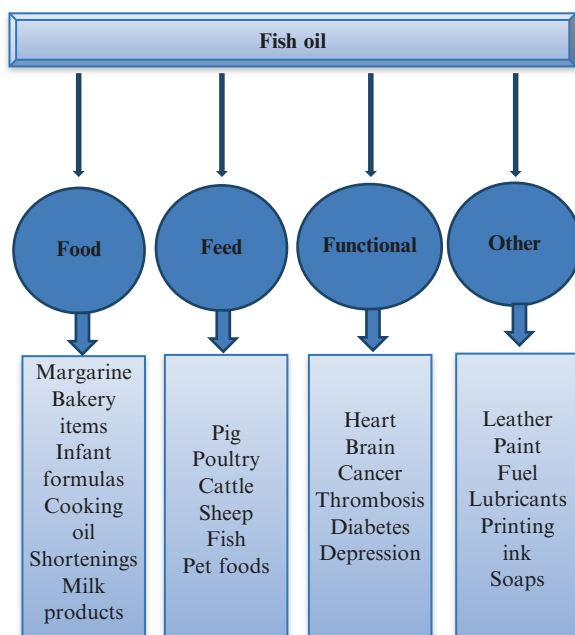 Fish oil
Food
Feed
Functional
Other
Margarine
Bakery
items
Infant
formulas
Cooking
oil
Shortenings
Milk
products
Pig
Poultry
Cattle
Sheep
Fish
Pet foods
Heart
Brain
Cancer
Thrombosis
Diabetes
Depression
Leather
Paint
Fuel
Lubricants
Printing
ink
Soaps